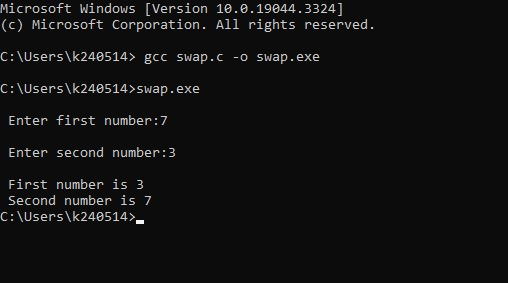 Microsoft Windows [Version 10.0.19044.3324]
(c) Microsoft Corporation. All rights reserved.
C:\Users\k240514> gcc swap.c -o swap.exe
C:\Users\k240514>swap.exe
Enter first number:7
Enter second number:3
First number is 3
Second number is 7
C:\Users\k240514>